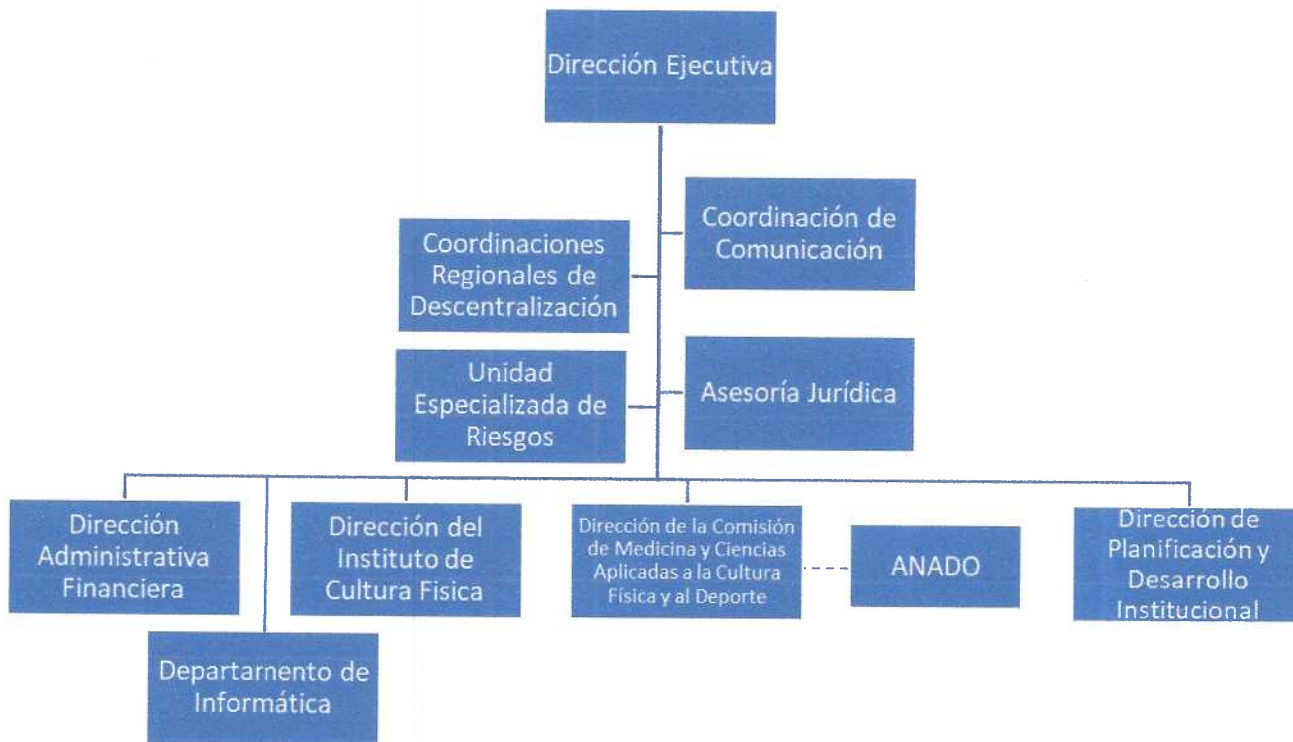 Dirección Ejecutiva
Coordinación de
Comunicación
Coordinaciones
Regionales de
Descentralización
Unidad
Especializada de
Riesgos
Asesoría Jurídica
Dirección
Administrativa
Financiera
Dirección del
Instituto de
Cultura Física
Dirección de la Comisión
de Medicina y Ciencias
Aplicadas a la Cultura
Física y al Deporte
ANADO
Dirección de
Planificación y
Desarrollo
Institucional
Departamento de
Informática